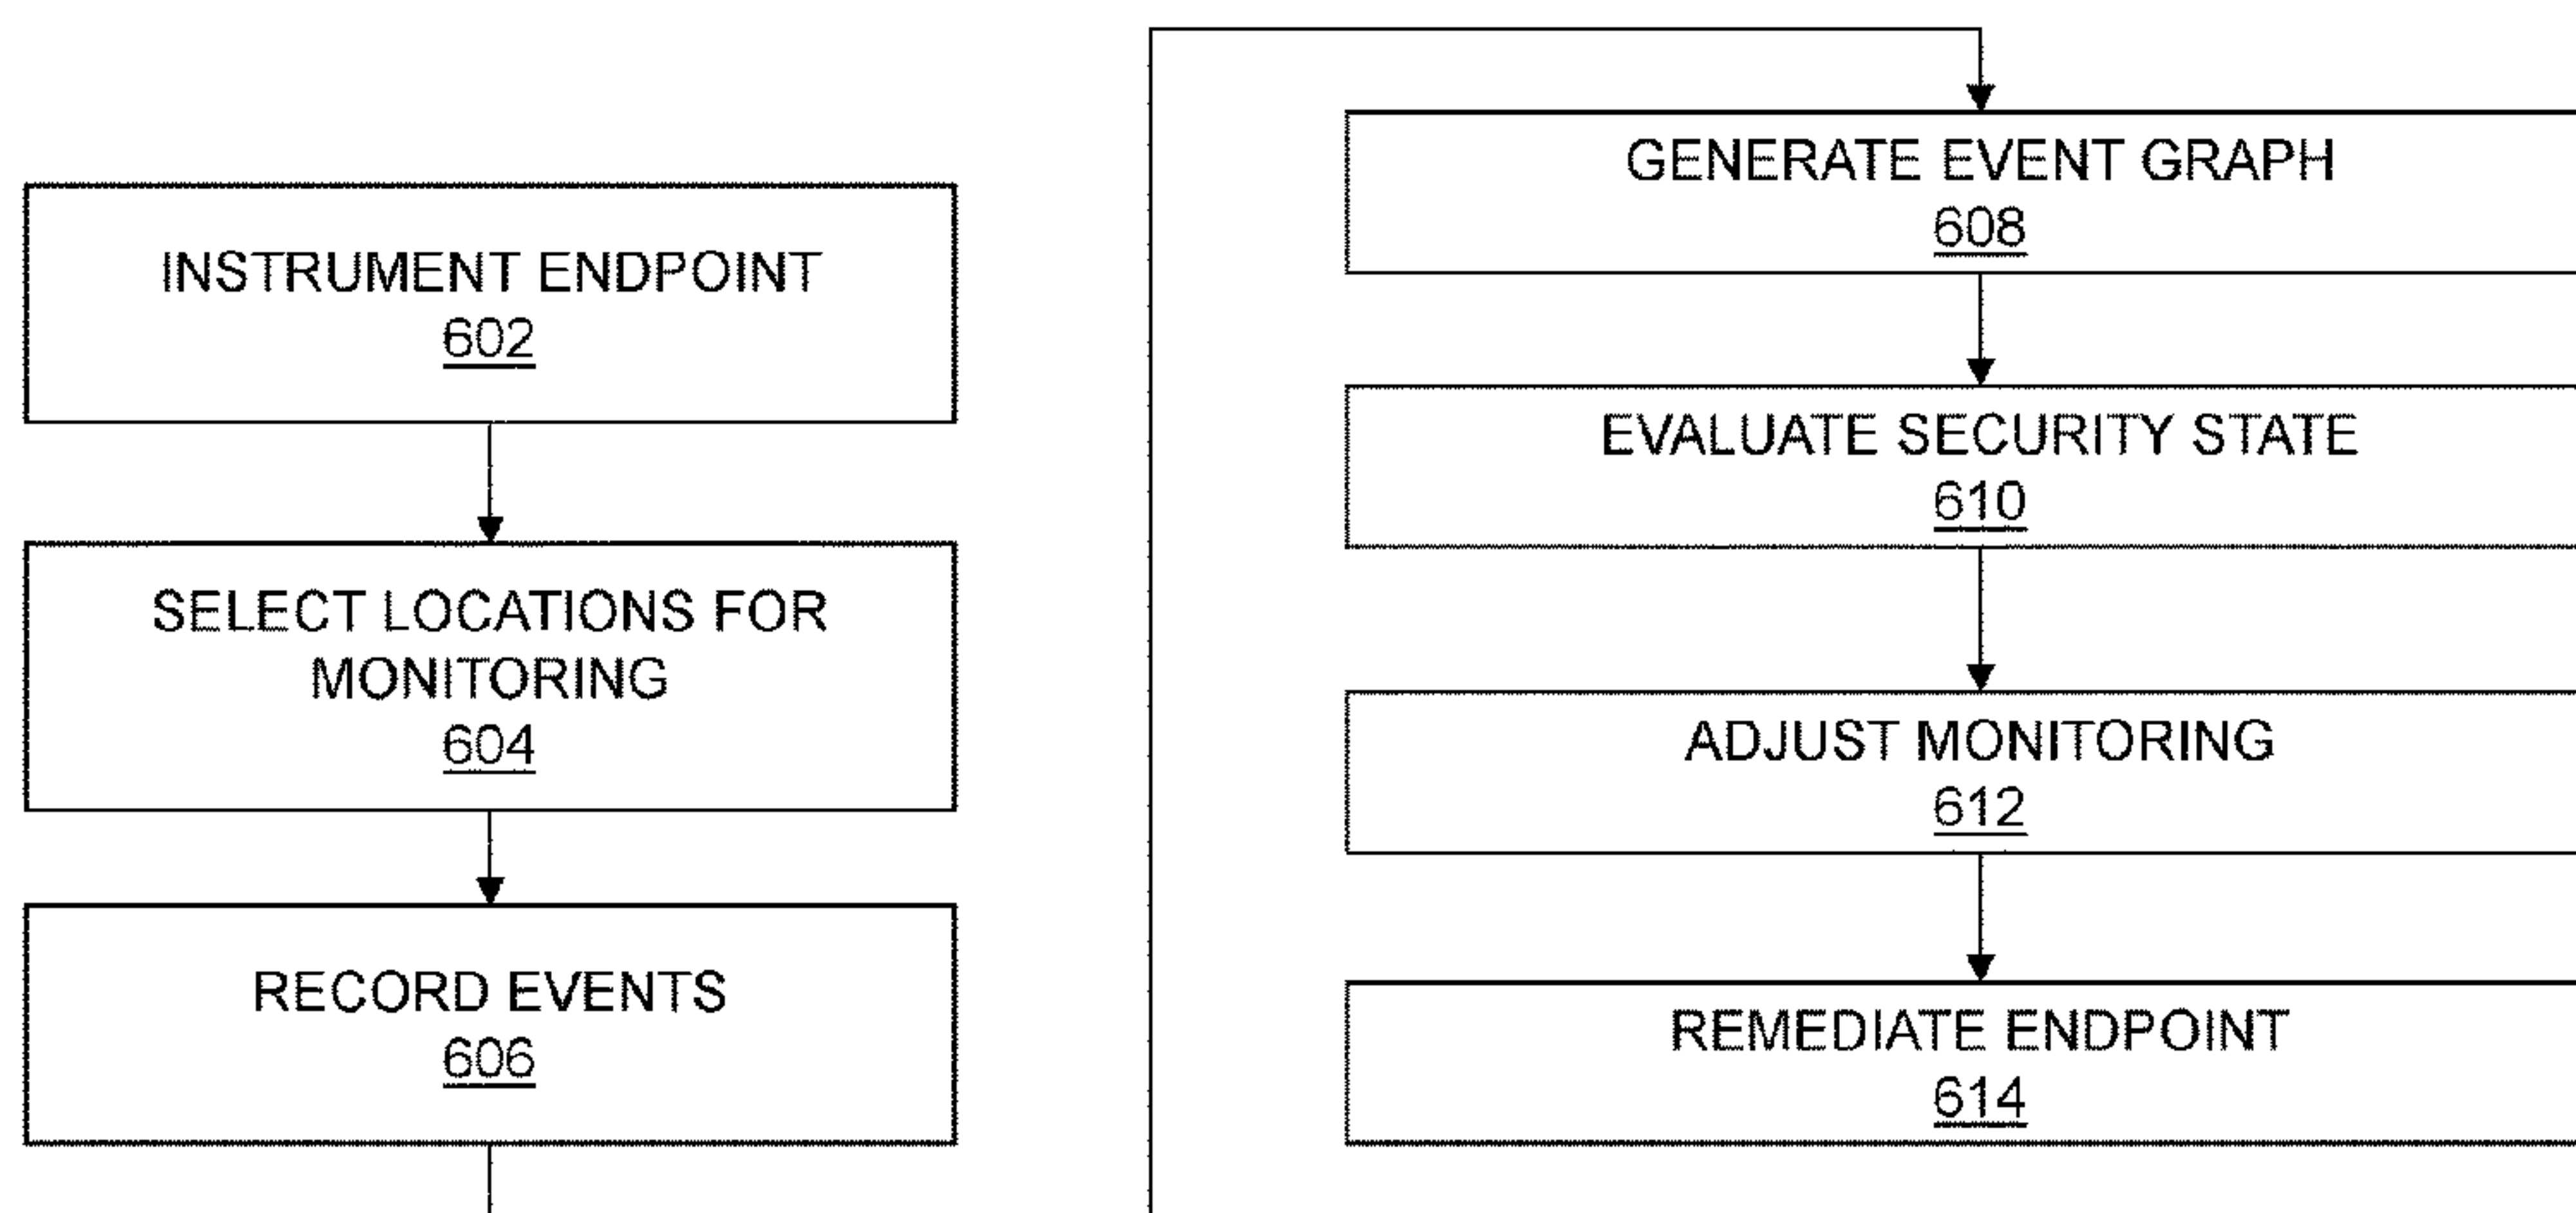 INSTRUMENT ENDPOINT
602
SELECT LOCATIONS FOR
MONITORING
604
RECORD EVENTS
606
GENERATE EVENT GRAPH
608
EVALUATE SECURITY STATE
610
ADJUST MONITORING
612
REMEDIATE ENDPOINT
614